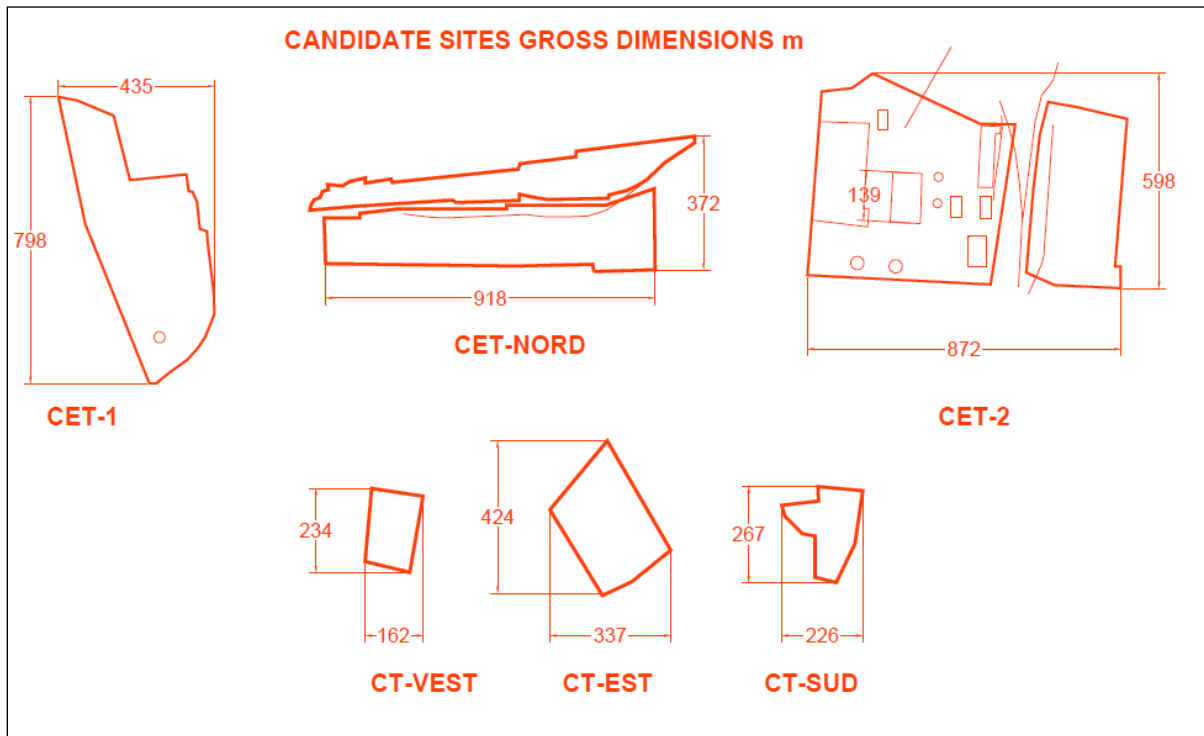 CANDIDATE SITES GROSS DIMENSIONS m
435
798
CET-1
372
918
CET-NORD
139
598
872
CET-2
234
162
CT-VEST
424
337
CT-EST
267
226
CT-SUD